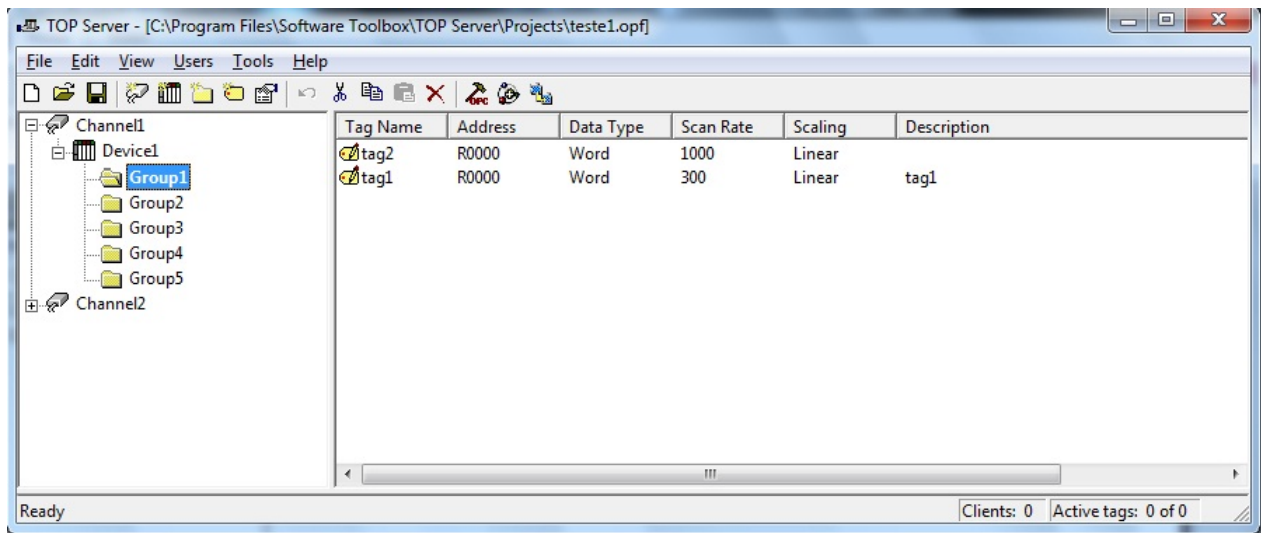 TOP Server - [C:\Program Files\Software Toolbox\TOP Server\Projects\teste1.opf]
File Edit View Users Tools Help
OPC
Channel1
Device1
Group1
Group2
Group3
Group4
Group5
Channel2
Tag Name Address Data Type Scan Rate Scaling Description
tag2 R0000 Word 1000 Linear
tag1 R0000 Word 300 Linear tag1
Ready Clients: 0 Active tags: 0 of 0